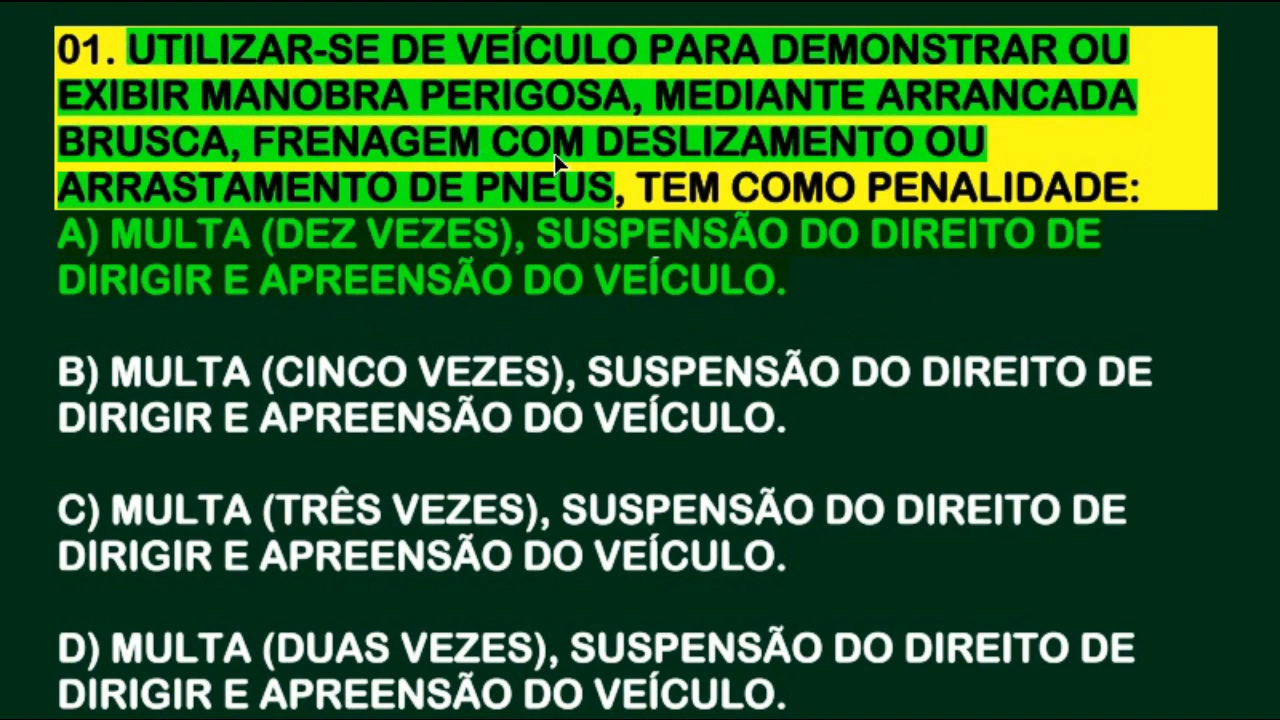 01. UTILIZAR-SE DE VEÍCULO PARA DEMONSTRAR OU
EXIBIR MANOBRA PERIGOSA, MEDIANTE ARRANCADA
BRUSCA, FRENAGEM COM DESLIZAMENTO OU
ARRASTAMENTO DE PNEUS, TEM COMO PENALIDADE:
A) MULTA (DEZ VEZES), SUSPENSÃO DO DIREITO DE
DIRIGIR E APREENSÃO DO VEÍCULO.
B) MULTA (CINCO VEZES), SUSPENSÃO DO DIREITO DE
DIRIGIR E APREENSÃO DO VEÍCULO.
C) MULTA (TRÊS VEZES), SUSPENSÃO DO DIREITO DE
DIRIGIR E APREENSÃO DO VEÍCULO.
D) MULTA (DUAS VEZES), SUSPENSÃO DO DIREITO DE
DIRIGIR E APREENSÃO DO VEÍCULO.